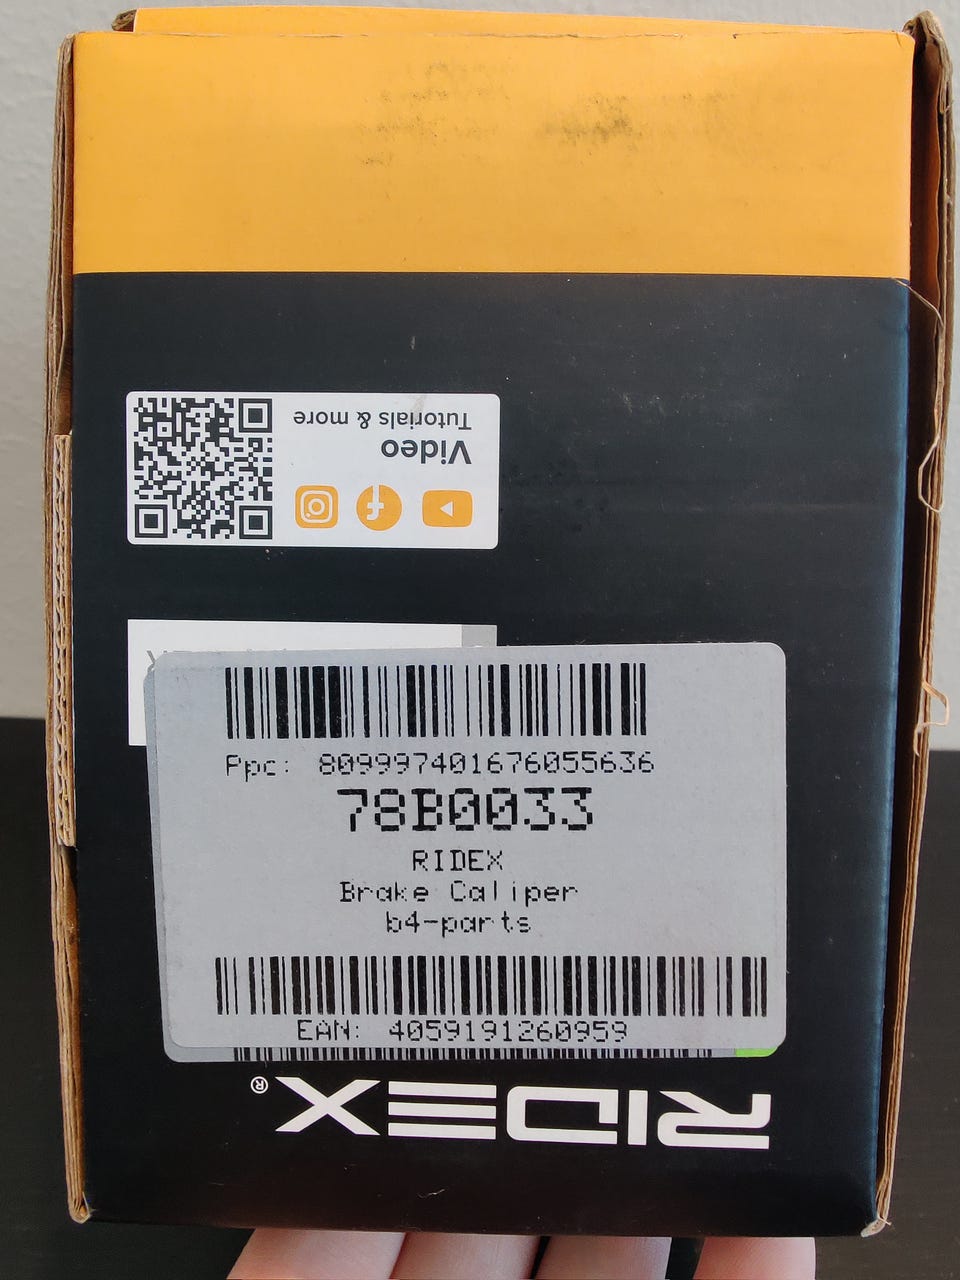 Video
Tutorials & more
Ppc: 809997401676055636
78B0033
RIDEX
Brake Caliper
b4-parts
EAN: 4059191260959
RIDEX®